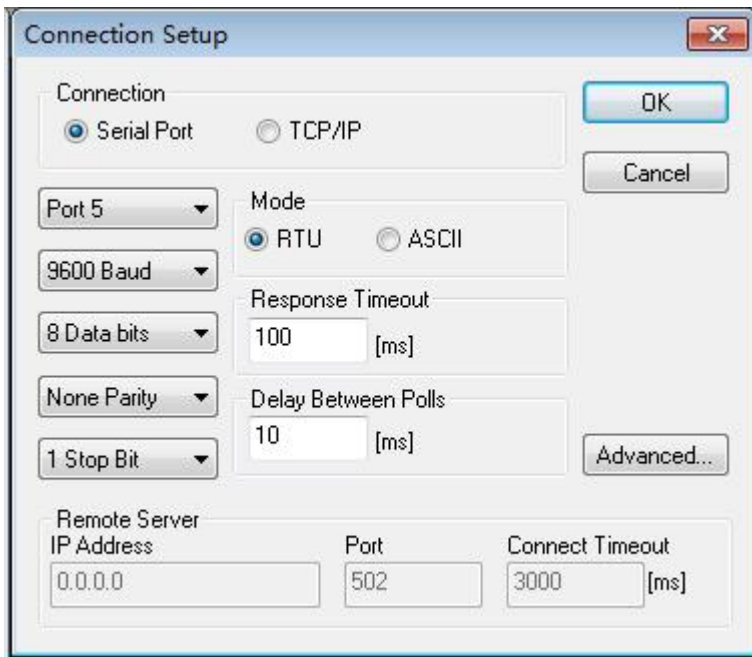 Connection Setup
Connection
Serial Port
TCP/IP
OK
Cancel
Port 5
9600 Baud
8 Data bits
None Parity
1 Stop Bit
Mode
RTU
ASCII
Response Timeout
100 [ms]
Delay Between Polls
10 [ms]
Advanced...
Remote Server
IP Address
Port
Connect Timeout
0.0.0.0
502
3000 [ms]